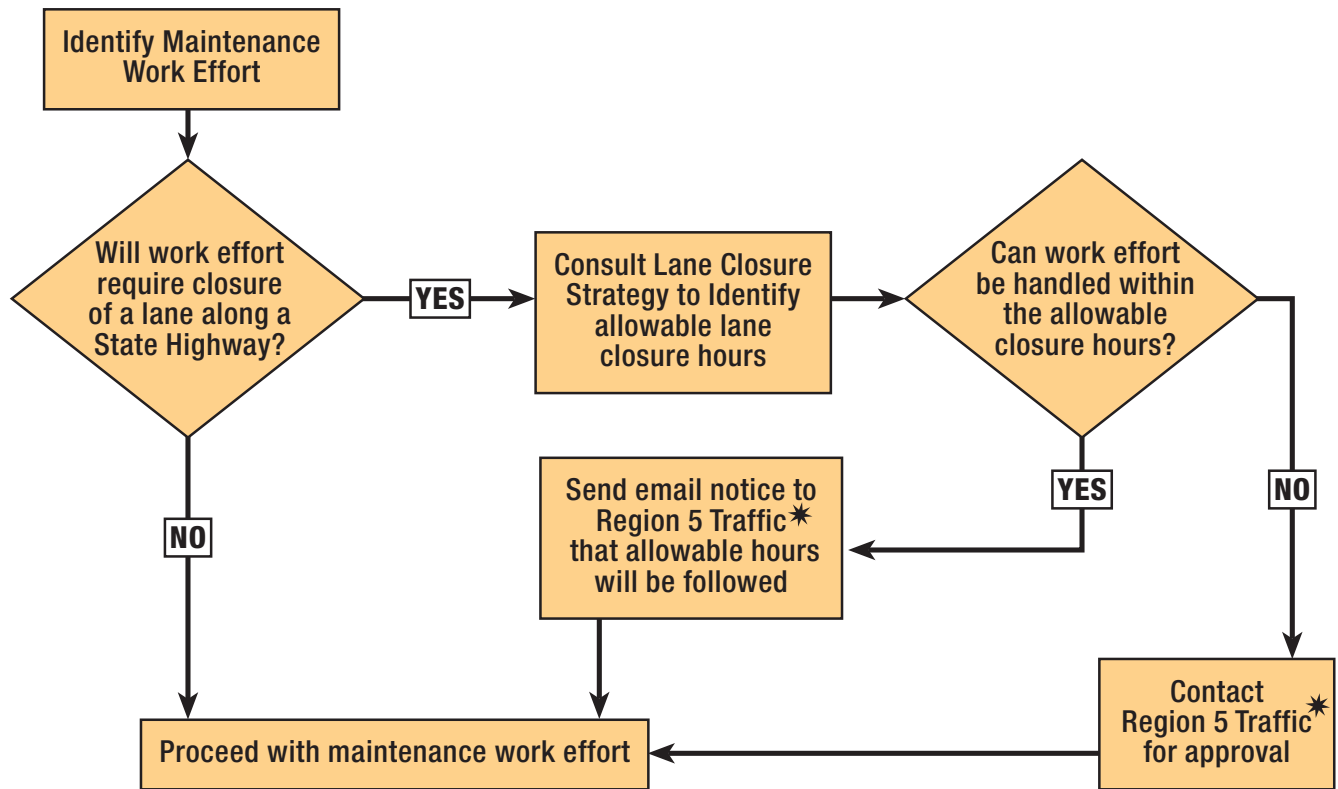 Identify Maintenance
Work Effort
Will work effort
require closure
of a lane along a
State Highway?
YES
Consult Lane Closure
Strategy to Identify
allowable lane
closure hours
Can work effort
be handled within
the allowable
closure hours?
YES
NO
NO
Send email notice to
Region 5 Traffic✷
that allowable hours
will be followed
Contact
Region 5 Traffic✷
for approval
Proceed with maintenance work effort